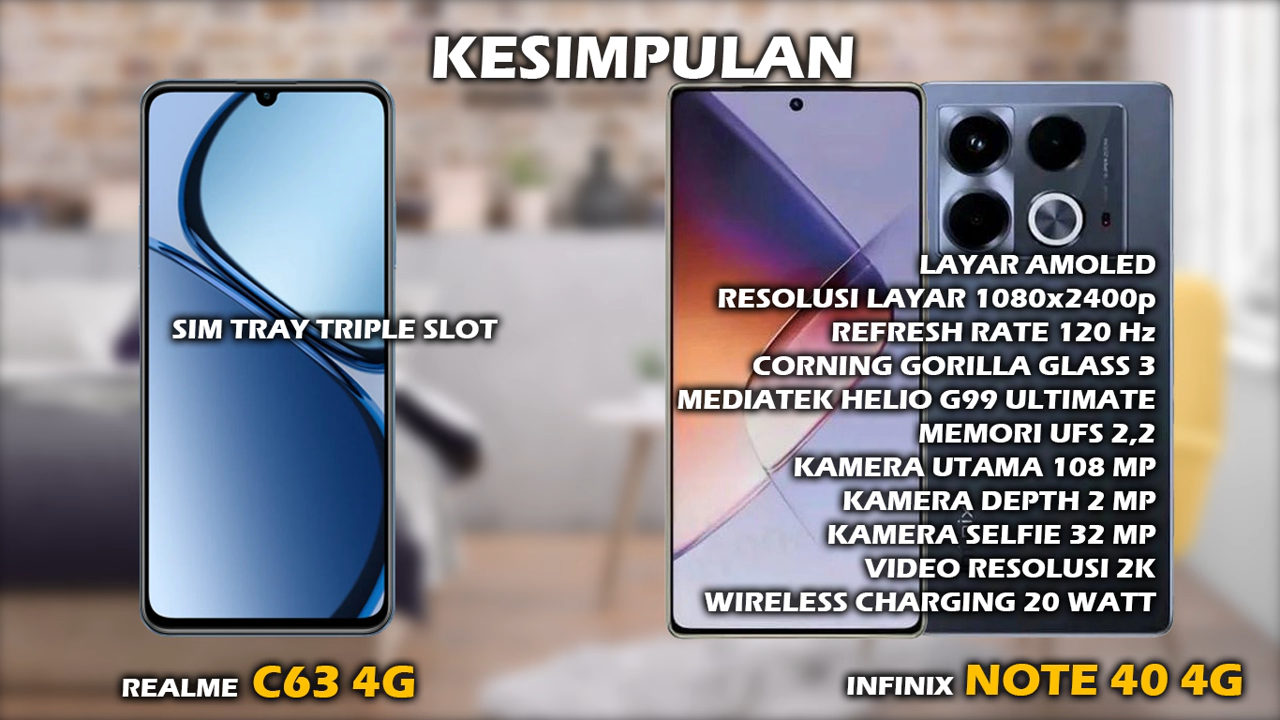 KESIMPULAN
SIM TRAY TRIPLE SLOT
LAYAR AMOLED
RESOLUSI LAYAR 1080x2400p
REFRESH RATE 120 Hz
CORNING GORILLA GLASS 3
MEDIATEK HELIO G99 ULTIMATE
MEMORI UFS 2,2
KAMERA UTAMA 108 MP
KAMERA DEPTH 2 MP
KAMERA SELFIE 32 MP
VIDEO RESOLUSI 2K
WIRELESS CHARGING 20 WATT
REALME C63 4G
INFINIX NOTE 40 4G